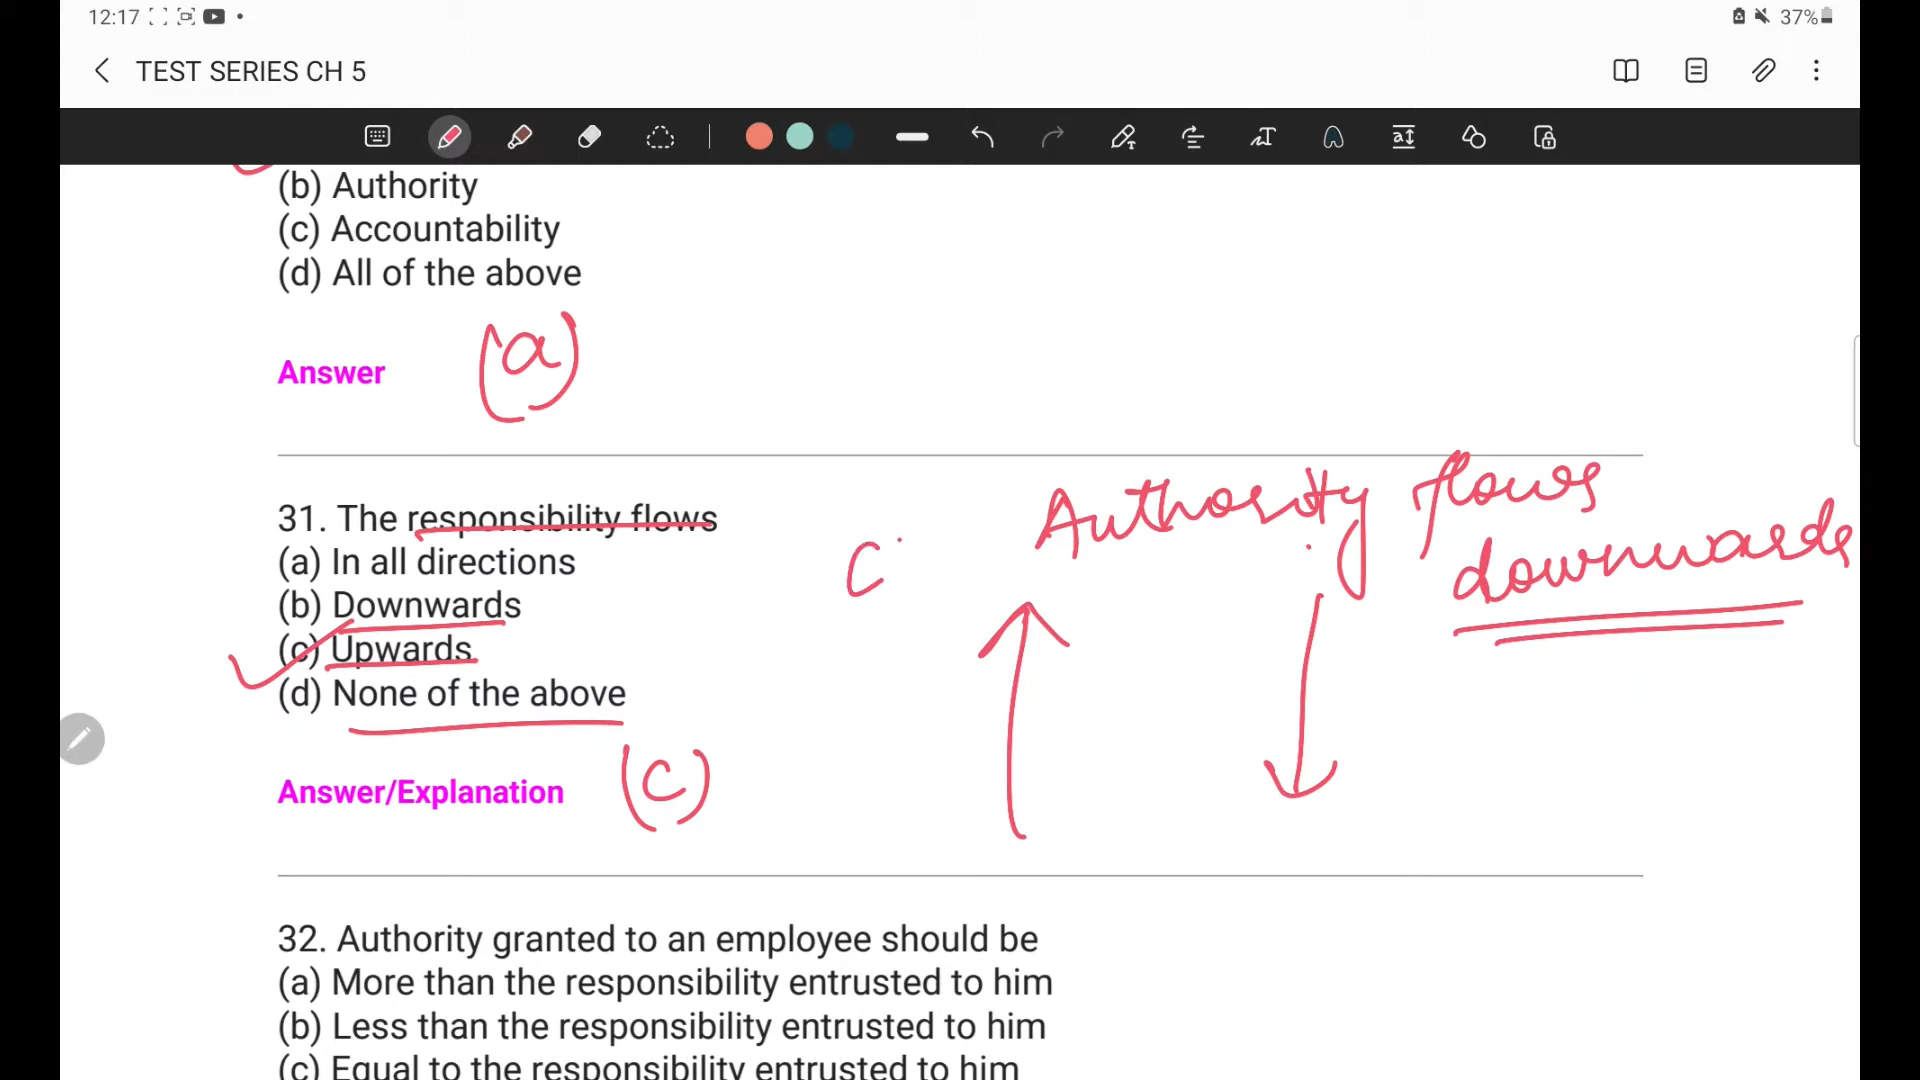 12:17
37%
TEST SERIES CH 5
(b) Authority
(c) Accountability
(d) All of the above
Answer (a)
31. The responsibility flows
(a) In all directions
(b) Downwards
(c) Upwards
(d) None of the above
C
Authority flows
downwards
Answer/Explanation (C)
32. Authority granted to an employee should be
(a) More than the responsibility entrusted to him
(b) Less than the responsibility entrusted to him
(c) Equal to the responsibility entrusted to him